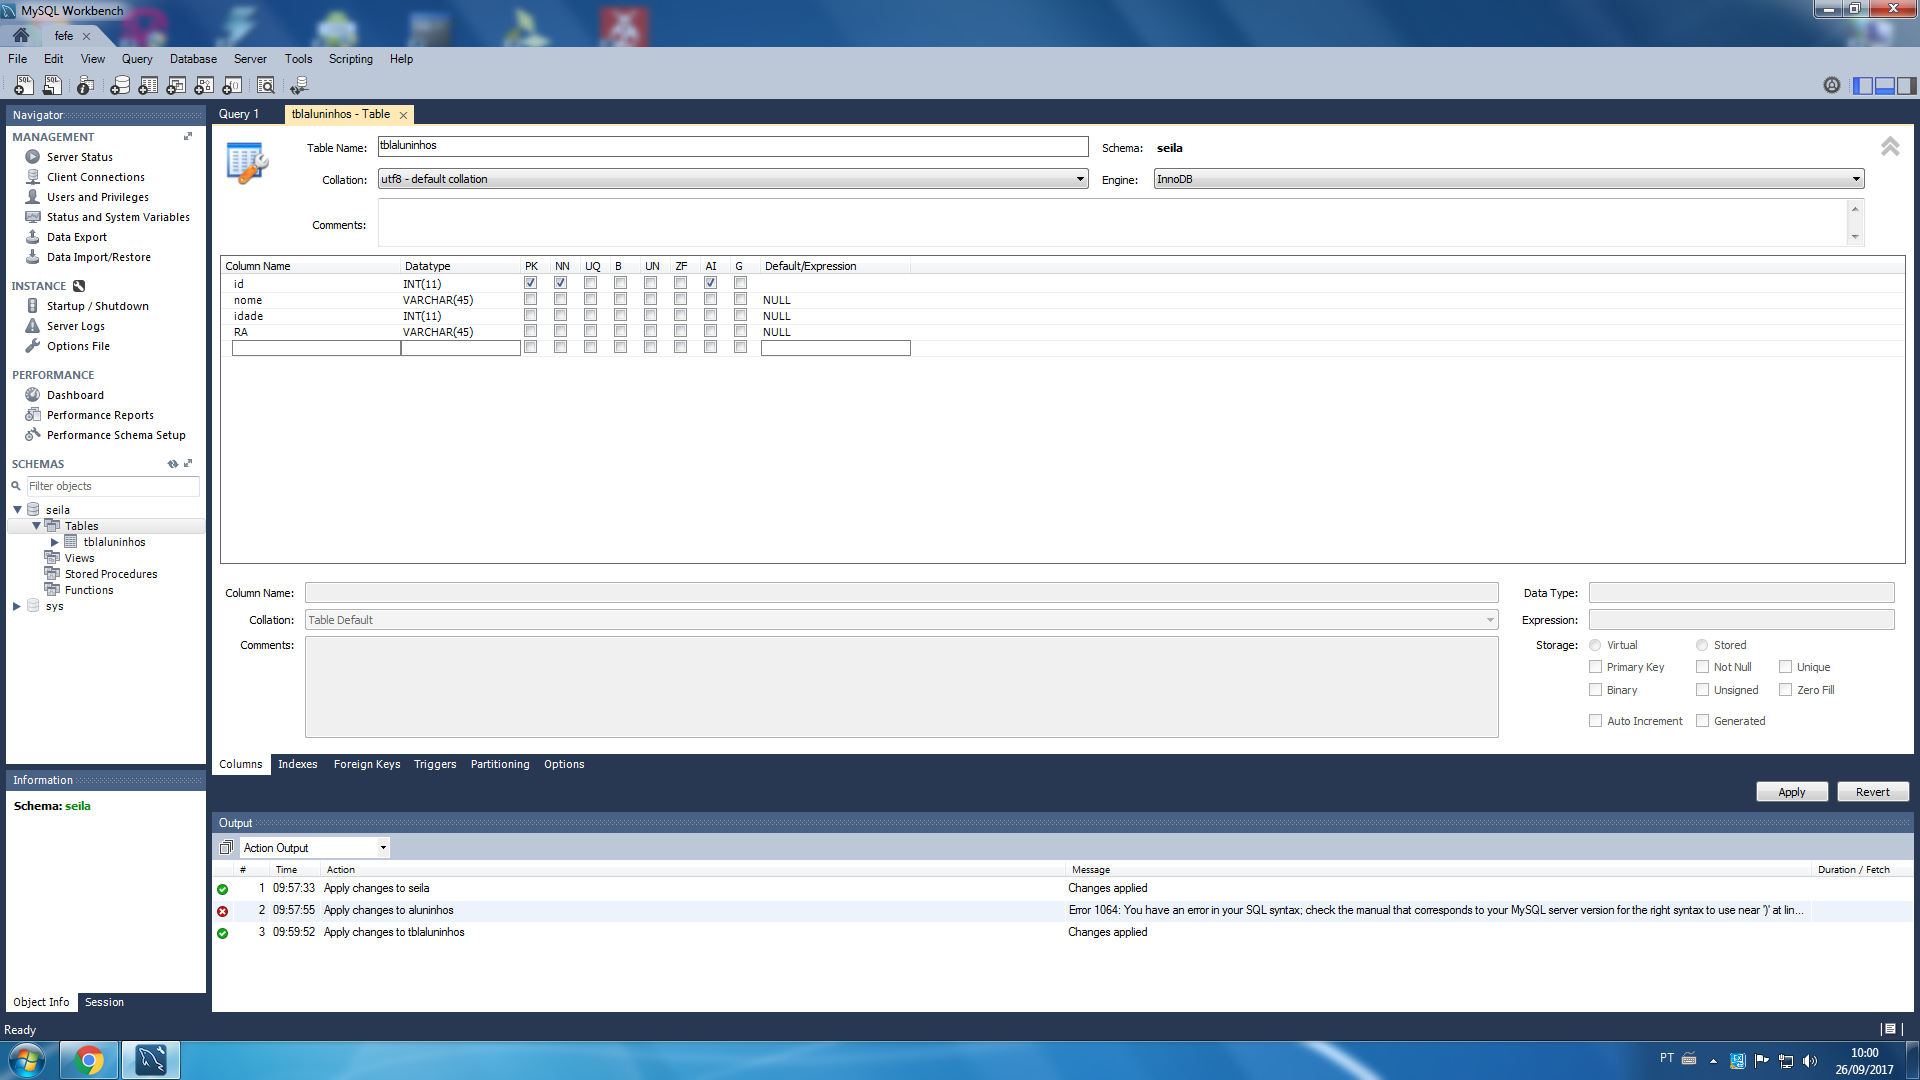 MySQL Workbench
fefe
File Edit View Query Database Server Tools Scripting Help
Navigator
MANAGEMENT
Server Status
Client Connections
Users and Privileges
Status and System Variables
Data Export
Data Import/Restore
INSTANCE
Startup / Shutdown
Server Logs
Options File
PERFORMANCE
Dashboard
Performance Reports
Performance Schema Setup
SCHEMAS
Filter objects
seila
Tables
tblaluninhos
Views
Stored Procedures
Functions
sys
Information
Schema: seila
Object Info Session
Query 1 tblaluninhos - Table
Table Name: tblaluninhos Schema: seila
Collation: utf8 - default collation Engine: InnoDB
Comments:
Column Name Datatype PK NN UQ B UN ZF AI G Default/Expression
id INT(11)
nome VARCHAR(45) NULL
idade INT(11) NULL
RA VARCHAR(45) NULL
Column Name: Data Type:
Collation: Table Default Expression:
Comments: Storage: Virtual Stored
Primary Key Not Null Unique
Binary Unsigned Zero Fill
Auto Increment Generated
Columns Indexes Foreign Keys Triggers Partitioning Options
Apply Revert
Output
Action Output
# Time Action Message Duration / Fetch
1 09:57:33 Apply changes to seila Changes applied
2 09:57:55 Apply changes to aluninhos Error 1064: You have an error in your SQL syntax; check the manual that corresponds to your MySQL server version for the right syntax to use near ')' at lin...
3 09:59:52 Apply changes to tblaluninhos Changes applied
Ready
PT 10:00
26/09/2017